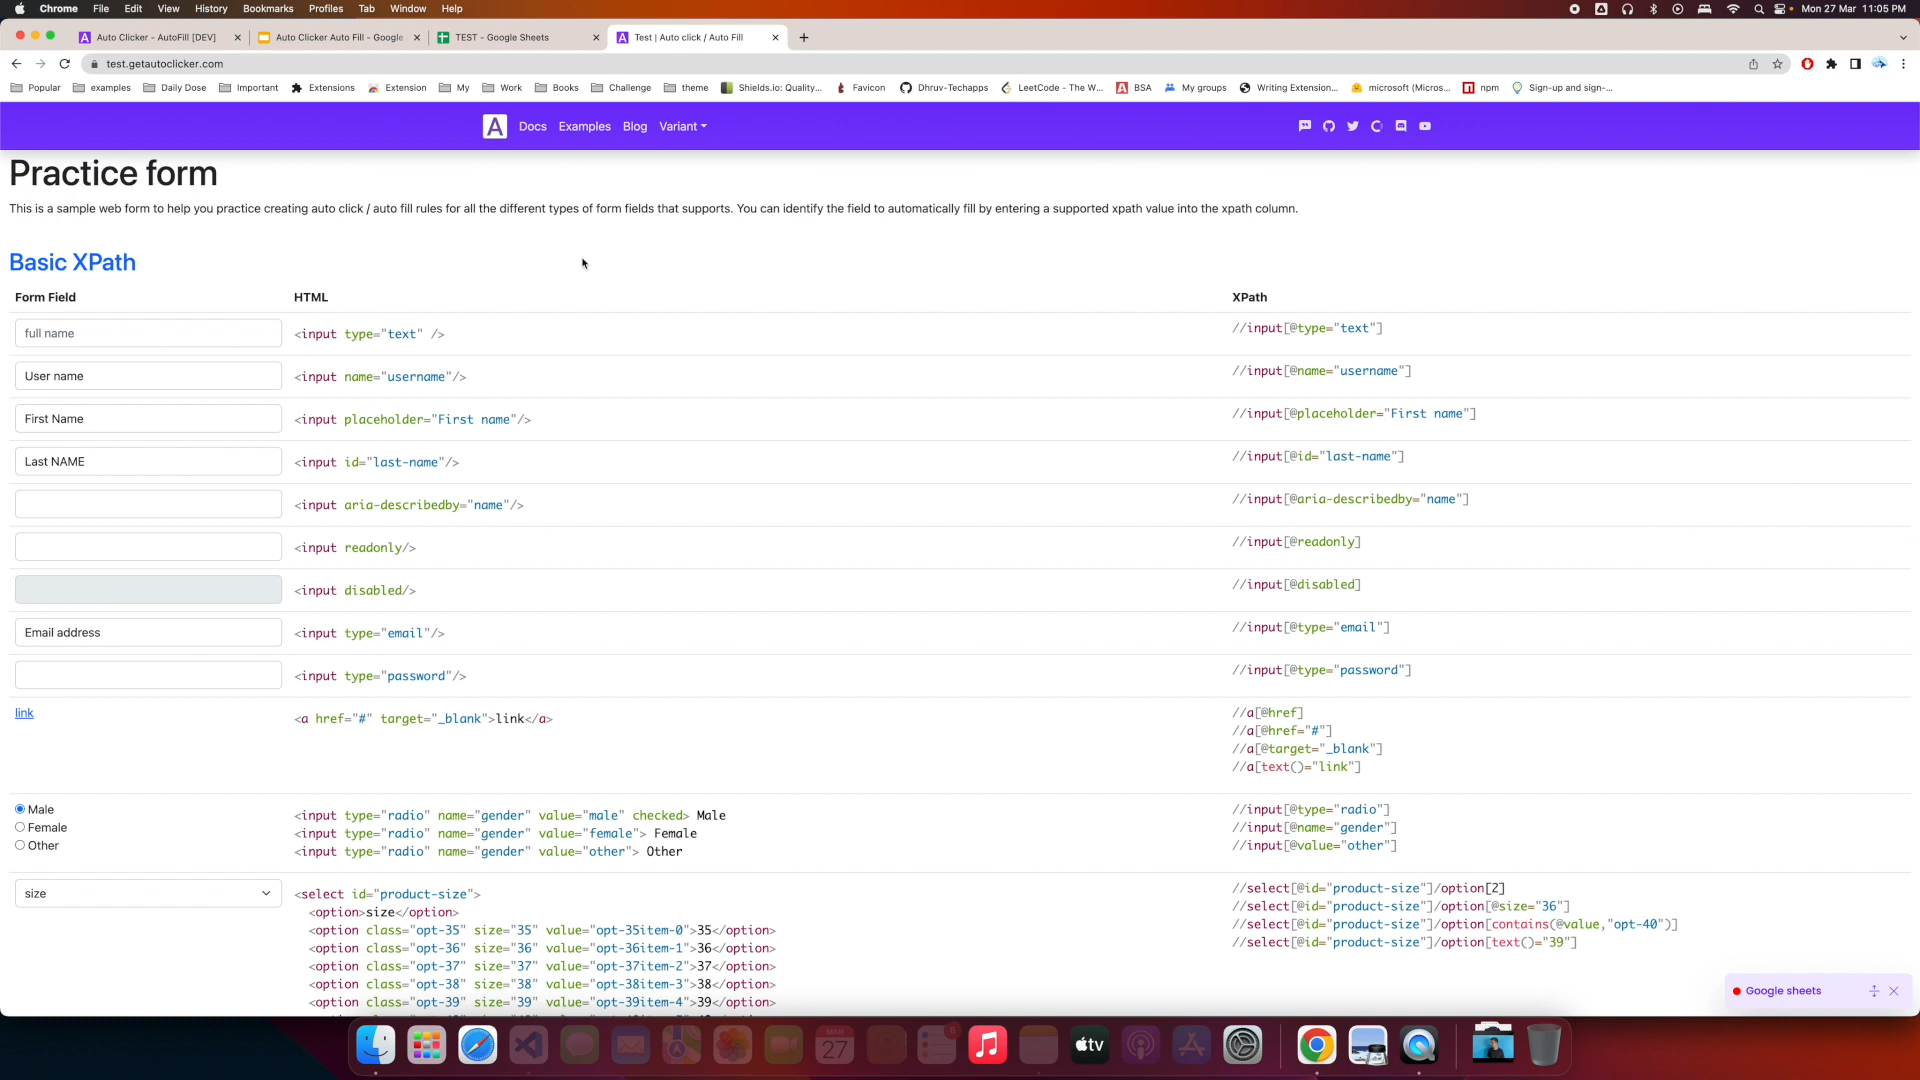 Chrome File Edit View History Bookmarks Profiles Tab Window Help Mon 27 Mar 11:05 PM
Auto Clicker - AutoFill [DEV] Auto Clicker Auto Fill - Google TEST - Google Sheets Test | Auto click / Auto Fill
test.getautoclicker.com
Popular examples Daily Dose Important Extensions Extension My Work Books Challenge theme Shields.io: Quality... Favicon Dhruv-Techapps LeetCode - The W... BSA My groups Writing Extension... microsoft (Micros... npm Sign-up and sign-...
A Docs Examples Blog Variant
Practice form
This is a sample web form to help you practice creating auto click / auto fill rules for all the different types of form fields that supports. You can identify the field to automatically fill by entering a supported xpath value into the xpath column.
Basic XPath
Form Field HTML XPath
full name <input type="text" /> //input[@type="text"]
User name <input name="username"/> //input[@name="username"]
First Name <input placeholder="First name"/> //input[@placeholder="First name"]
Last NAME <input id="last-name"/> //input[@id="last-name"]
<input aria-describedby="name"/> //input[@aria-describedby="name"]
<input readonly/> //input[@readonly]
<input disabled/> //input[@disabled]
Email address <input type="email"/> //input[@type="email"]
<input type="password"/> //input[@type="password"]
link <a href="#" target="_blank">link</a> //a[@href]
//a[@href="#"]
//a[@target="_blank"]
//a[text()="link"]
Male <input type="radio" name="gender" value="male" checked> Male //input[@type="radio"]
Female <input type="radio" name="gender" value="female"> Female //input[@name="gender"]
Other <input type="radio" name="gender" value="other"> Other //input[@value="other"]
size <select id="product-size"> //select[@id="product-size"]/option[2]
<option>size</option> //select[@id="product-size"]/option[@size="36"]
<option class="opt-35" size="35" value="opt-35item-0">35</option> //select[@id="product-size"]/option[contains(@value,"opt-40")]
<option class="opt-36" size="36" value="opt-36item-1">36</option> //select[@id="product-size"]/option[text()="39"]
<option class="opt-37" size="37" value="opt-37item-2">37</option>
<option class="opt-38" size="38" value="opt-38item-3">38</option>
<option class="opt-39" size="39" value="opt-39item-4">39</option>
Google sheets
27
tv